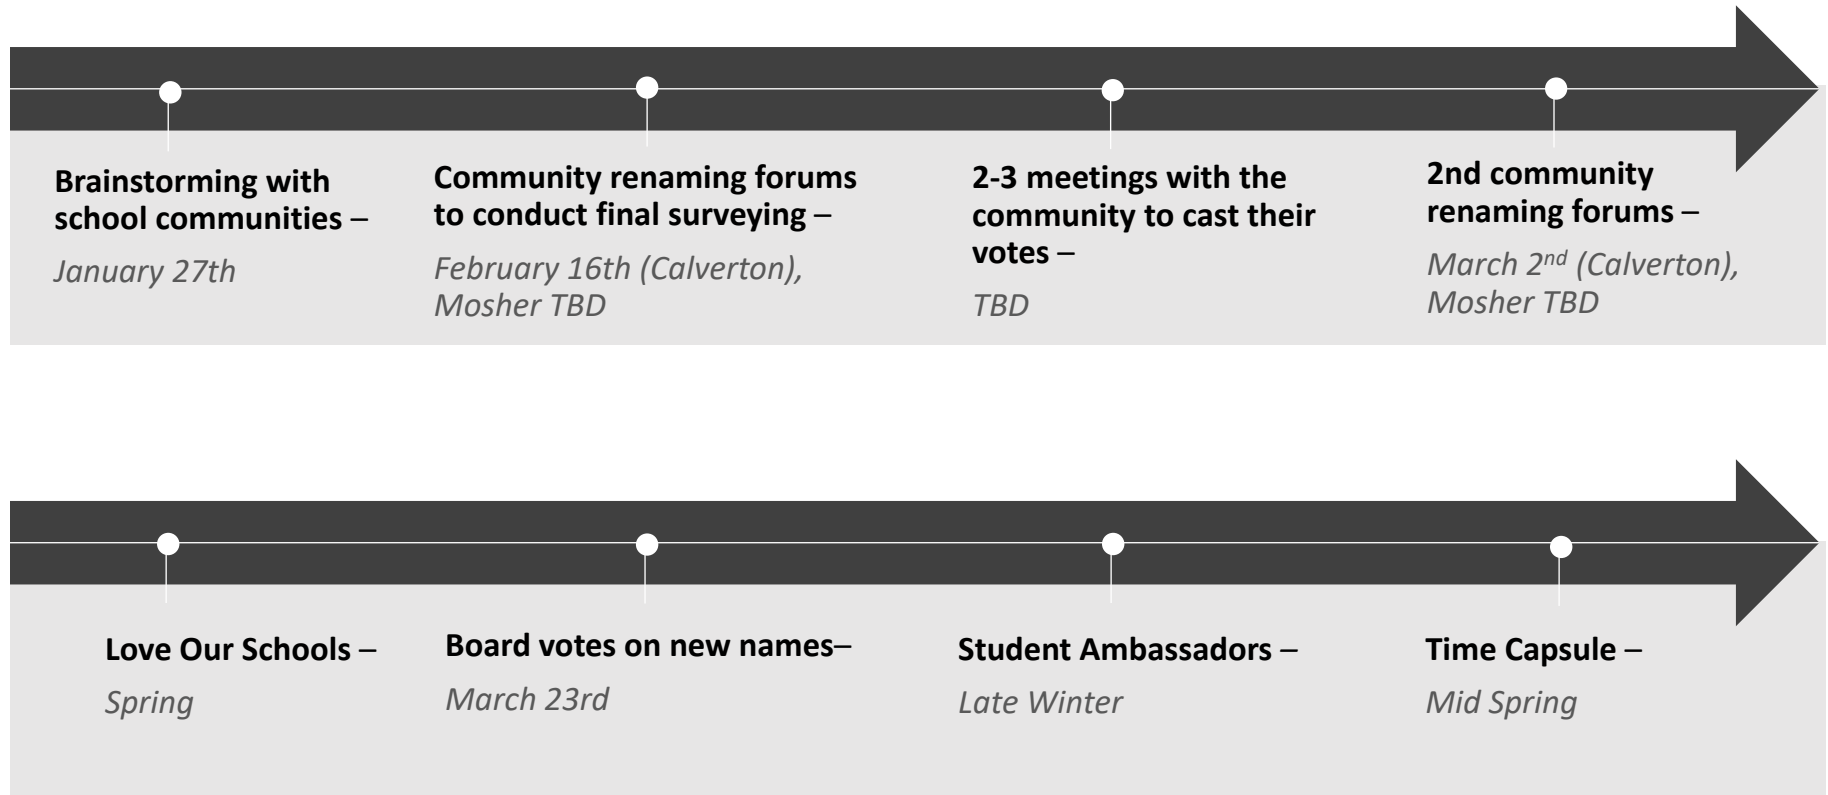 Brainstorming with
school communities –
January 27th
Community renaming forums
to conduct final surveying –
February 16th (Calverton),
Mosher TBD
2-3 meetings with the
community to cast their
votes –
TBD
2nd community
renaming forums –
March 2nd (Calverton),
Mosher TBD
Love Our Schools –
Spring
Board votes on new names–
March 23rd
Student Ambassadors –
Late Winter
Time Capsule –
Mid Spring